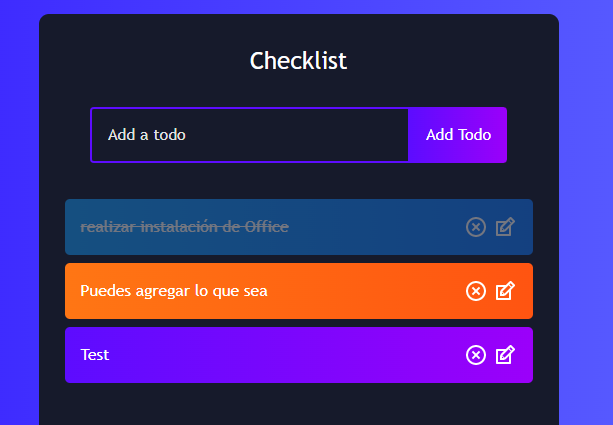 Checklist
Add a todo
Add Todo
realizar instalación de Office
Puedes agregar lo que sea
Test